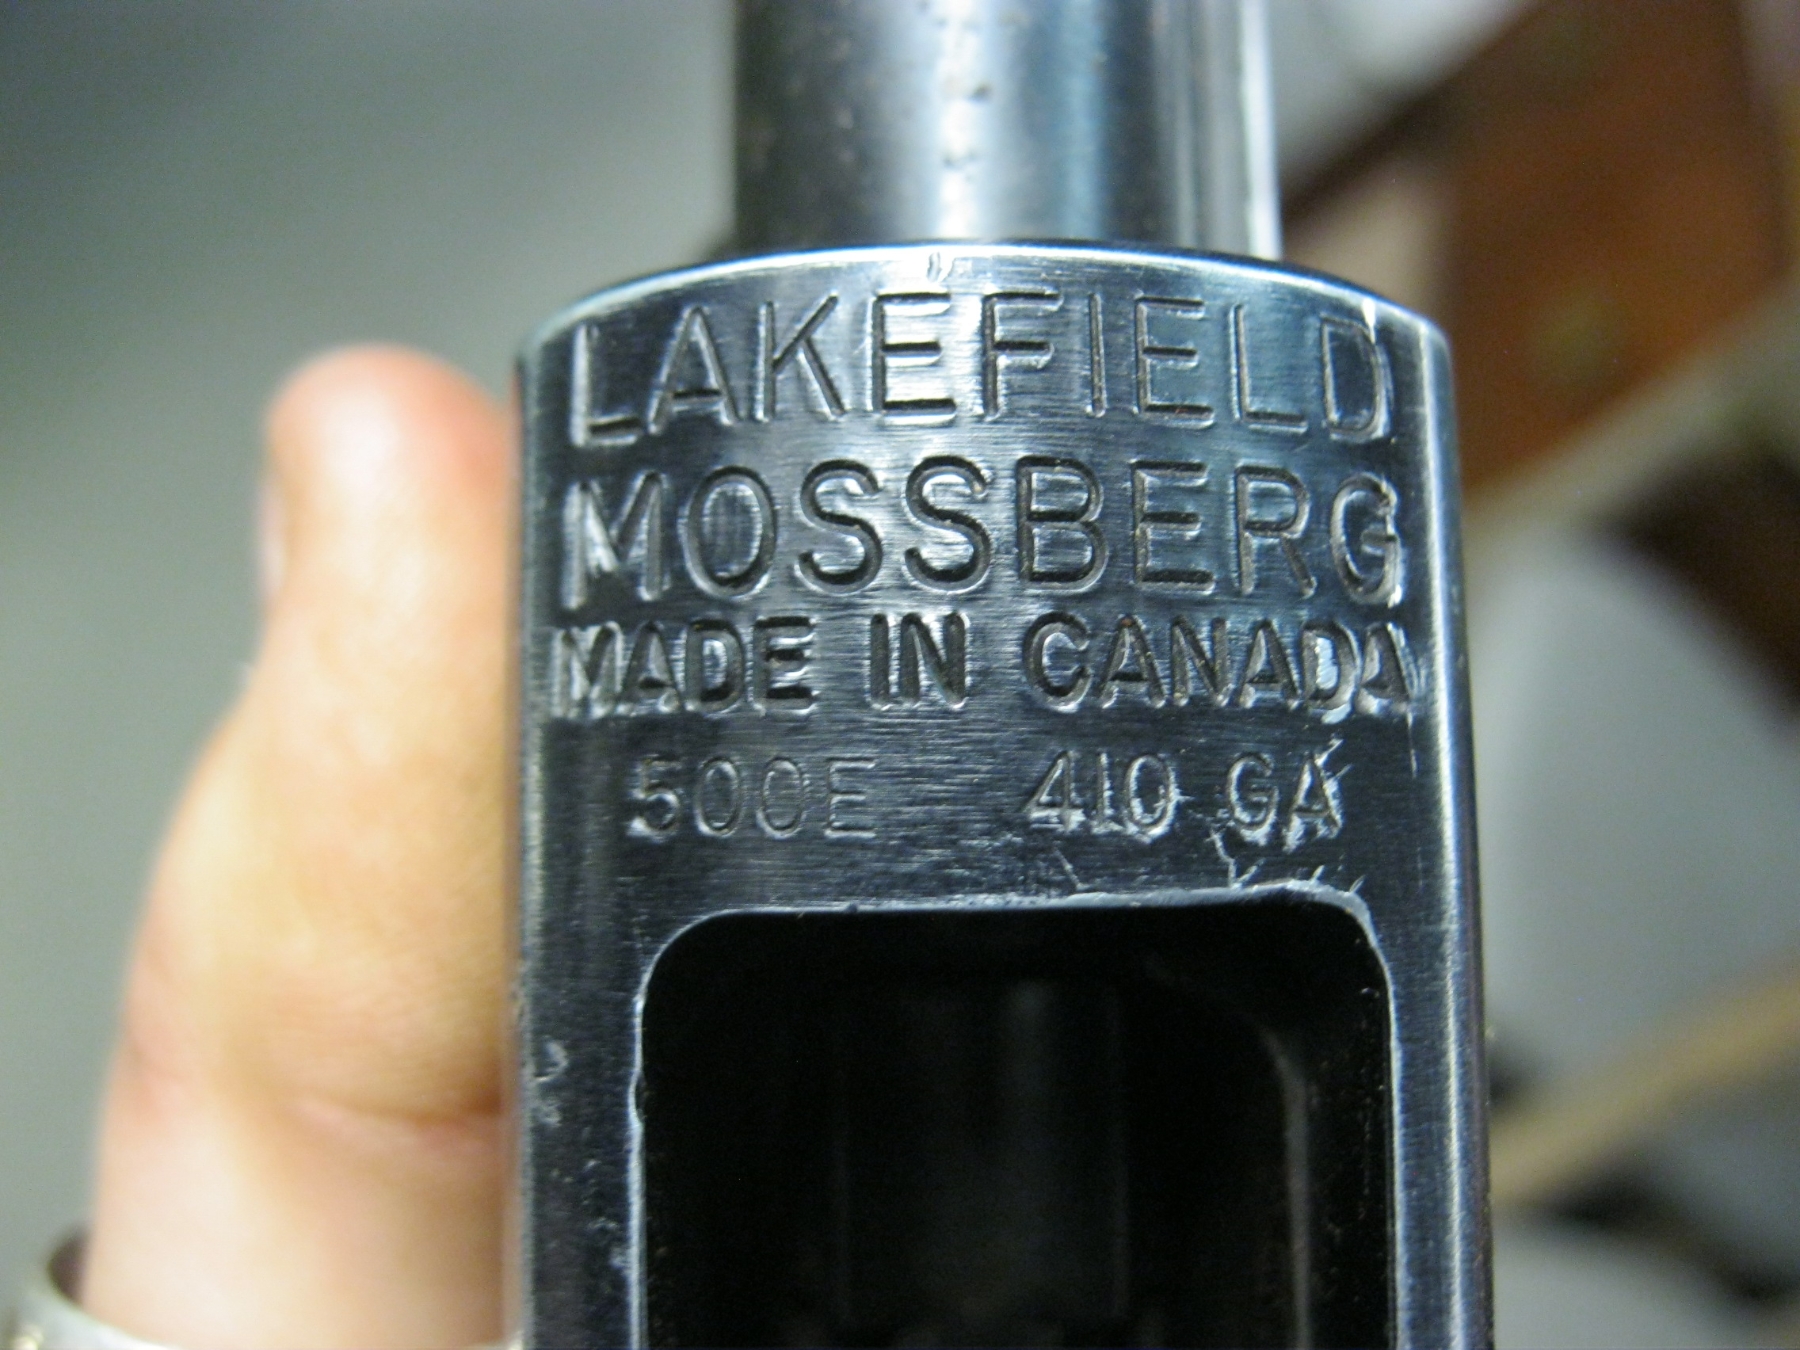 LAKEFIELD
MOSSBERG
MADE IN CANADA
500E 410 GA